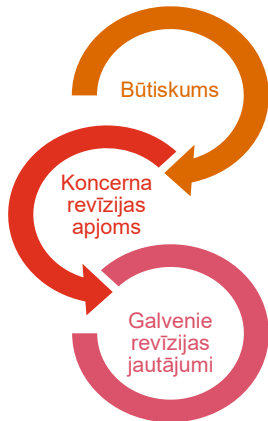 Būtiskums
Koncerna
revīzijas
apjoms
Galvenie
revīzijas
jautājumi